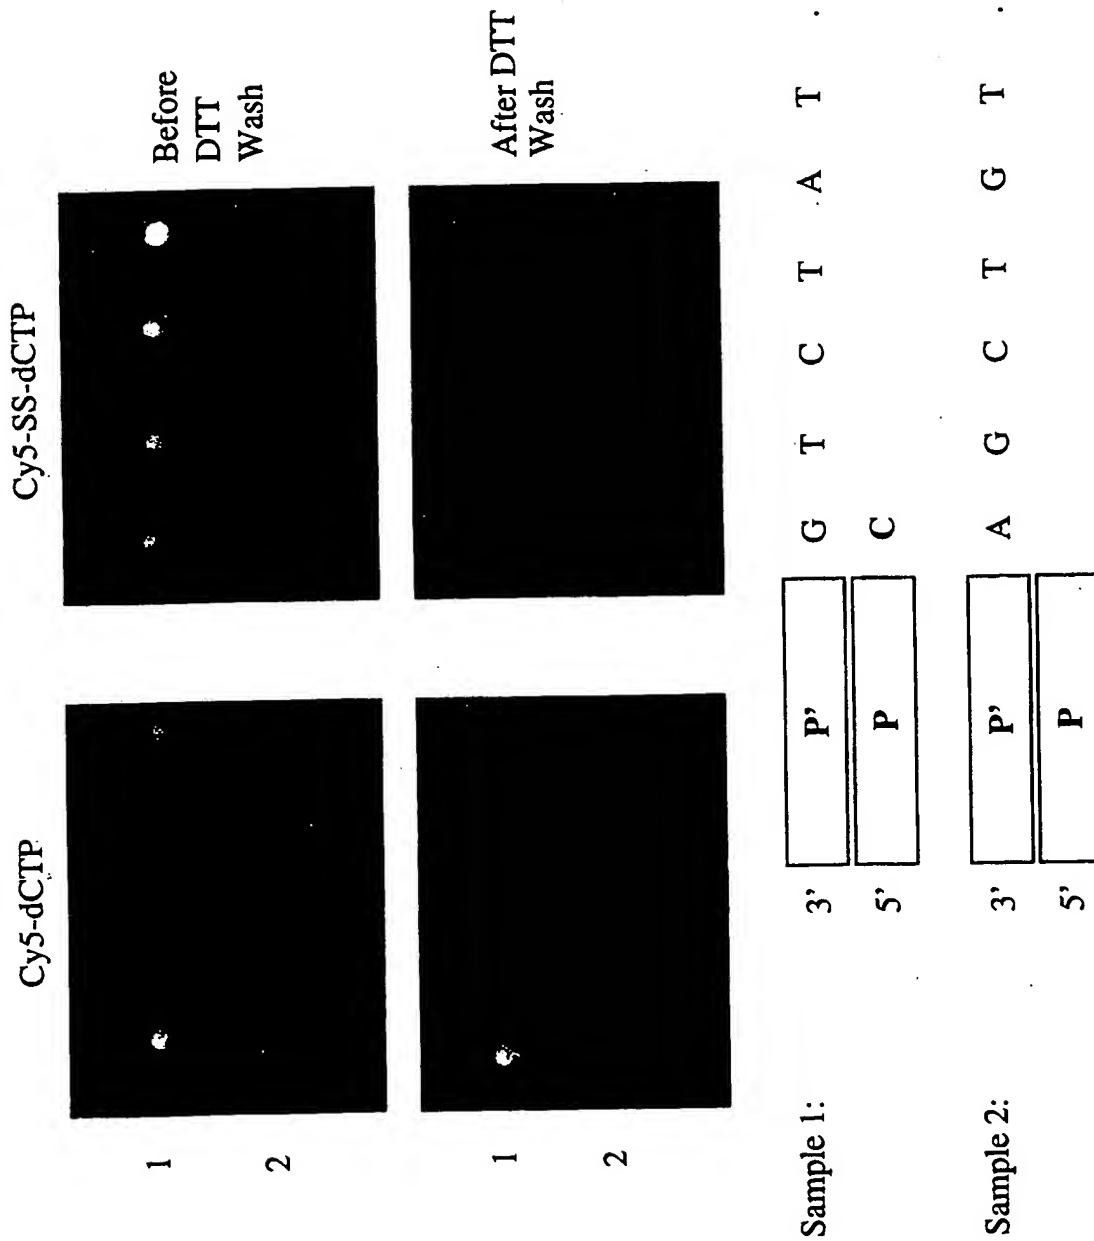 Cy5-dCTP
Cy5-SS-dCTP
1
2
Before
DTT
Wash
1
2
After DTT
Wash
Sample 1:
3' P' G T C T A T .
5' P C
Sample 2:
3' P' A G C T G T .
5' P